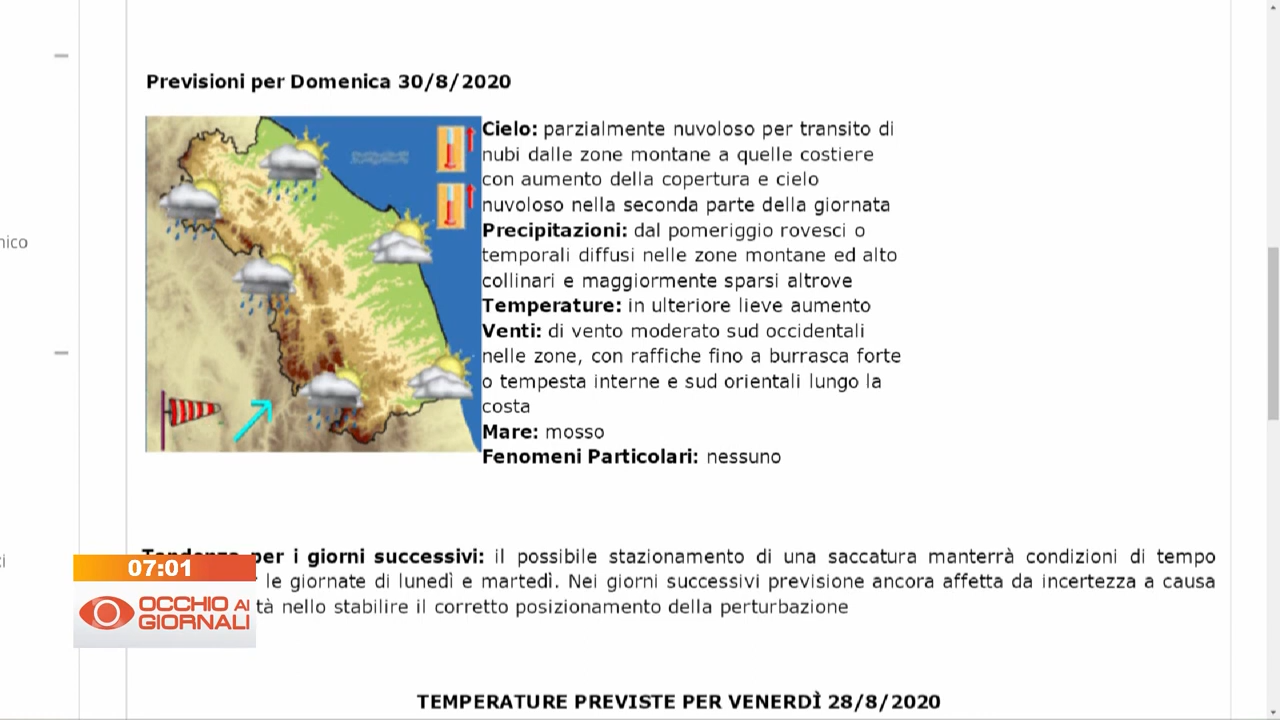 Previsioni per Domenica 30/8/2020
Cielo: parzialmente nuvoloso per transito di
nubi dalle zone montane a quelle costiere
con aumento della copertura e cielo
nuvoloso nella seconda parte della giornata
Precipitazioni: dal pomeriggio rovesci o
temporali diffusi nelle zone montane ed alto
collinari e maggiormente sparsi altrove
Temperature: in ulteriore lieve aumento
Venti: di vento moderato sud occidentali
nelle zone, con raffiche fino a burrasca forte
o tempesta interne e sud orientali lungo la
costa
Mare: mosso
Fenomeni Particolari: nessuno
nico
per i giorni successivi: il possibile stazionamento di una saccatura manterrà condizioni di tempo
le giornate di lunedì e martedì. Nei giorni successivi previsione ancora affetta da incertezza a causa
tà nello stabilire il corretto posizionamento della perturbazione
07:01
OCCHIO AI
GIORNALI
TEMPERATURE PREVISTE PER VENERDÌ 28/8/2020